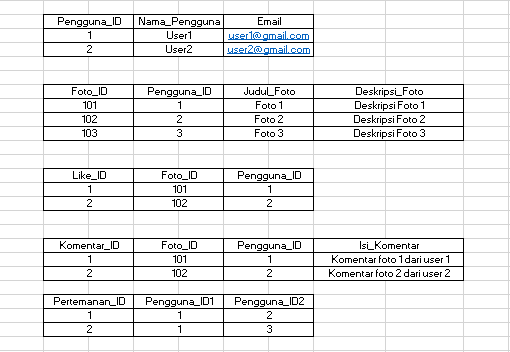 Pengguna_ID Nama_Pengguna Email
1 User1 user1@gmail.com
2 User2 user2@gmail.com
Foto_ID Pengguna_ID Judul_Foto Deskripsi_Foto
101 1 Foto 1 Deskripsi Foto 1
102 2 Foto 2 Deskripsi Foto 2
103 3 Foto 3 Deskripsi Foto 3
Like_ID Foto_ID Pengguna_ID
1 101 1
2 102 2
Komentar_ID Foto_ID Pengguna_ID Isi_Komentar
1 101 1 Komentar foto 1 dari user 1
2 102 2 Komentar foto 2 dari user 2
Pertemanan_ID Pengguna_ID1 Pengguna_ID2
1 1 2
2 1 3